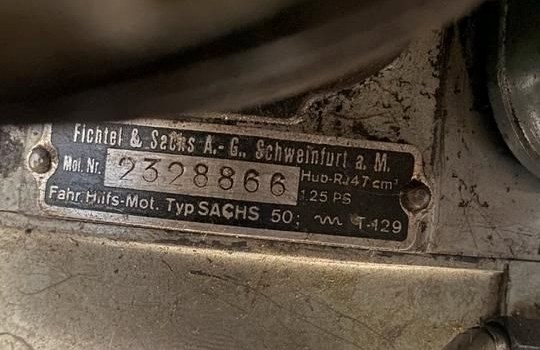 Fichtel & Sachs A.-G., Schweinfurt a. M.
Mot. Nr. 2328866 Hub-R. 47 cm³
1.25 PS
Fahr. Hilfs-Mot. Typ SACHS 50; ᔓ T-129